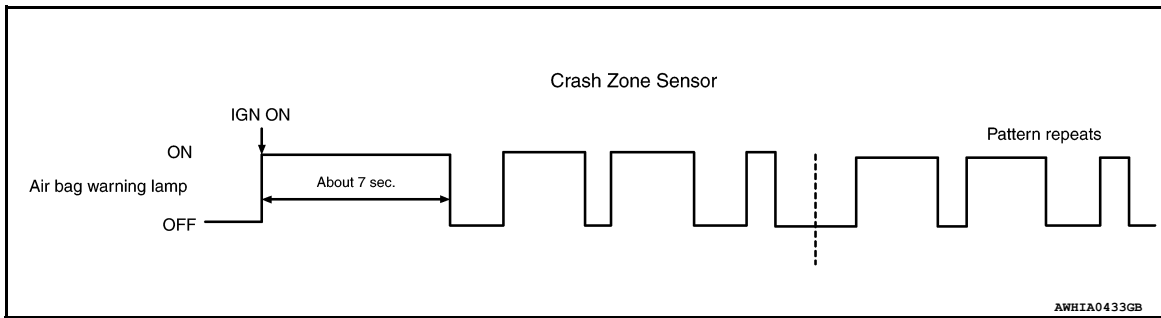 Crash Zone Sensor
IGN ON
Pattern repeats
ON
Air bag warning lamp
About 7 sec.
OFF
AWHIA0433GB